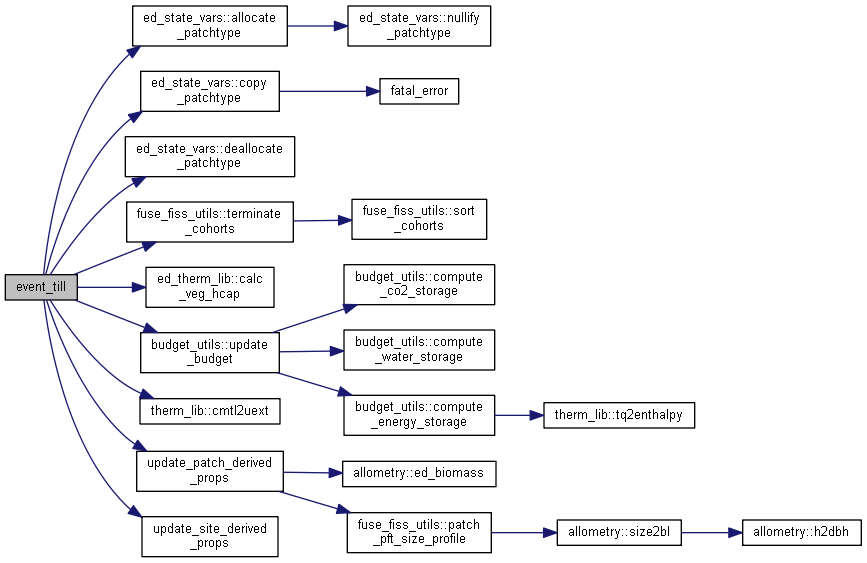 ed_state_vars::allocate
_patchtype
ed_state_vars::nullify
_patchtype
ed_state_vars::copy
_patchtype
fatal_error
ed_state_vars::deallocate
_patchtype
fuse_fiss_utils::terminate
_cohorts
fuse_fiss_utils::sort
_cohorts
event_till
ed_therm_lib::calc
_veg_hcap
budget_utils::compute
_co2_storage
budget_utils::update
_budget
budget_utils::compute
_water_storage
therm_lib::cmtl2uext
budget_utils::compute
_energy_storage
therm_lib::tq2enthalpy
update_patch_derived
_props
allometry::ed_biomass
update_site_derived
_props
fuse_fiss_utils::patch
_pft_size_profile
allometry::size2bl
allometry::h2dbh